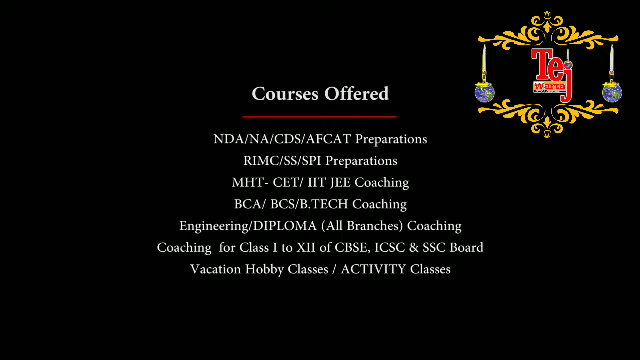 Courses Offered
NDA/NA/CDS/AFCAT Preparations
RIMC/SS/SPI Preparations
MHT- CET/ IIT JEE Coaching
BCA/ BCS/B.TECH Coaching
Engineering/DIPLOMA (All Branches) Coaching
Coaching for Class I to XII of CBSE, ICSC & SSC Board
Vacation Hobby Classes / ACTIVITY Classes
Tej
warta